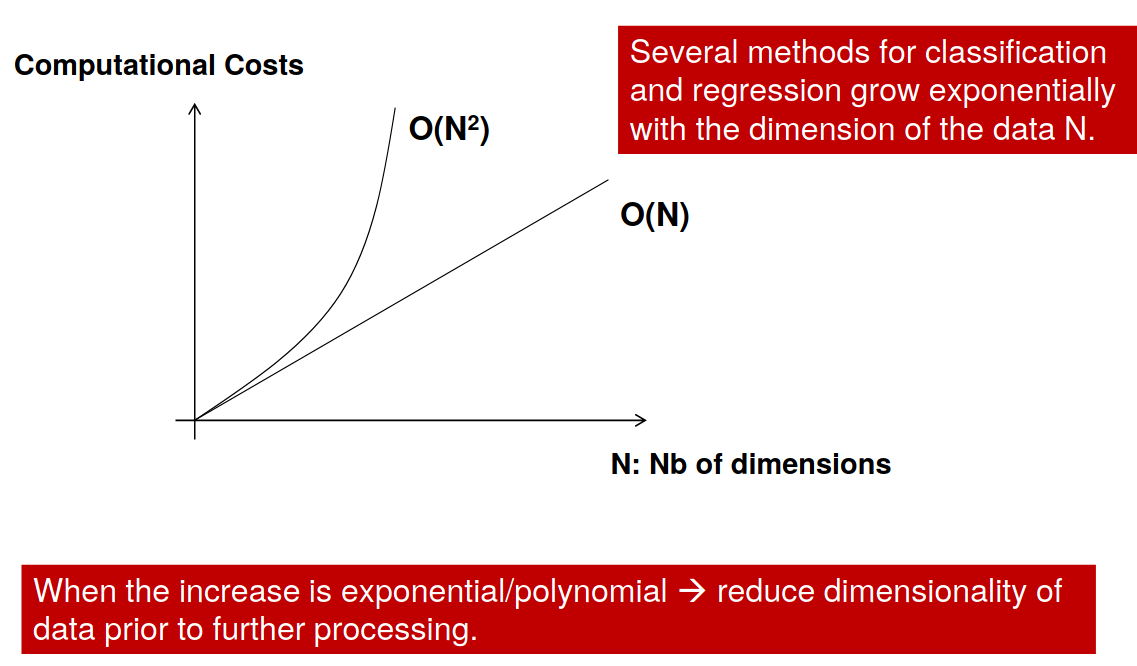 Computational Costs
Several methods for classification
and regression grow exponentially
with the dimension of the data N.
O(N²)
O(N)
N: Nb of dimensions
When the increase is exponential/polynomial → reduce dimensionality of
data prior to further processing.